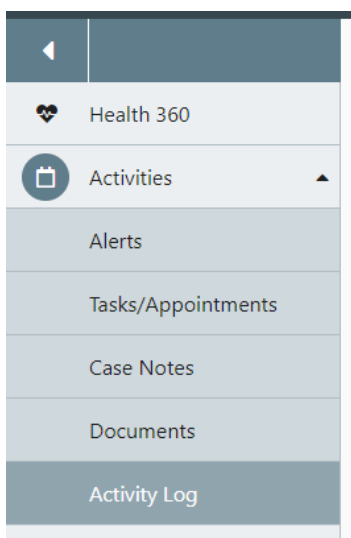 Health 360
Activities
Alerts
Tasks/Appointments
Case Notes
Documents
Activity Log